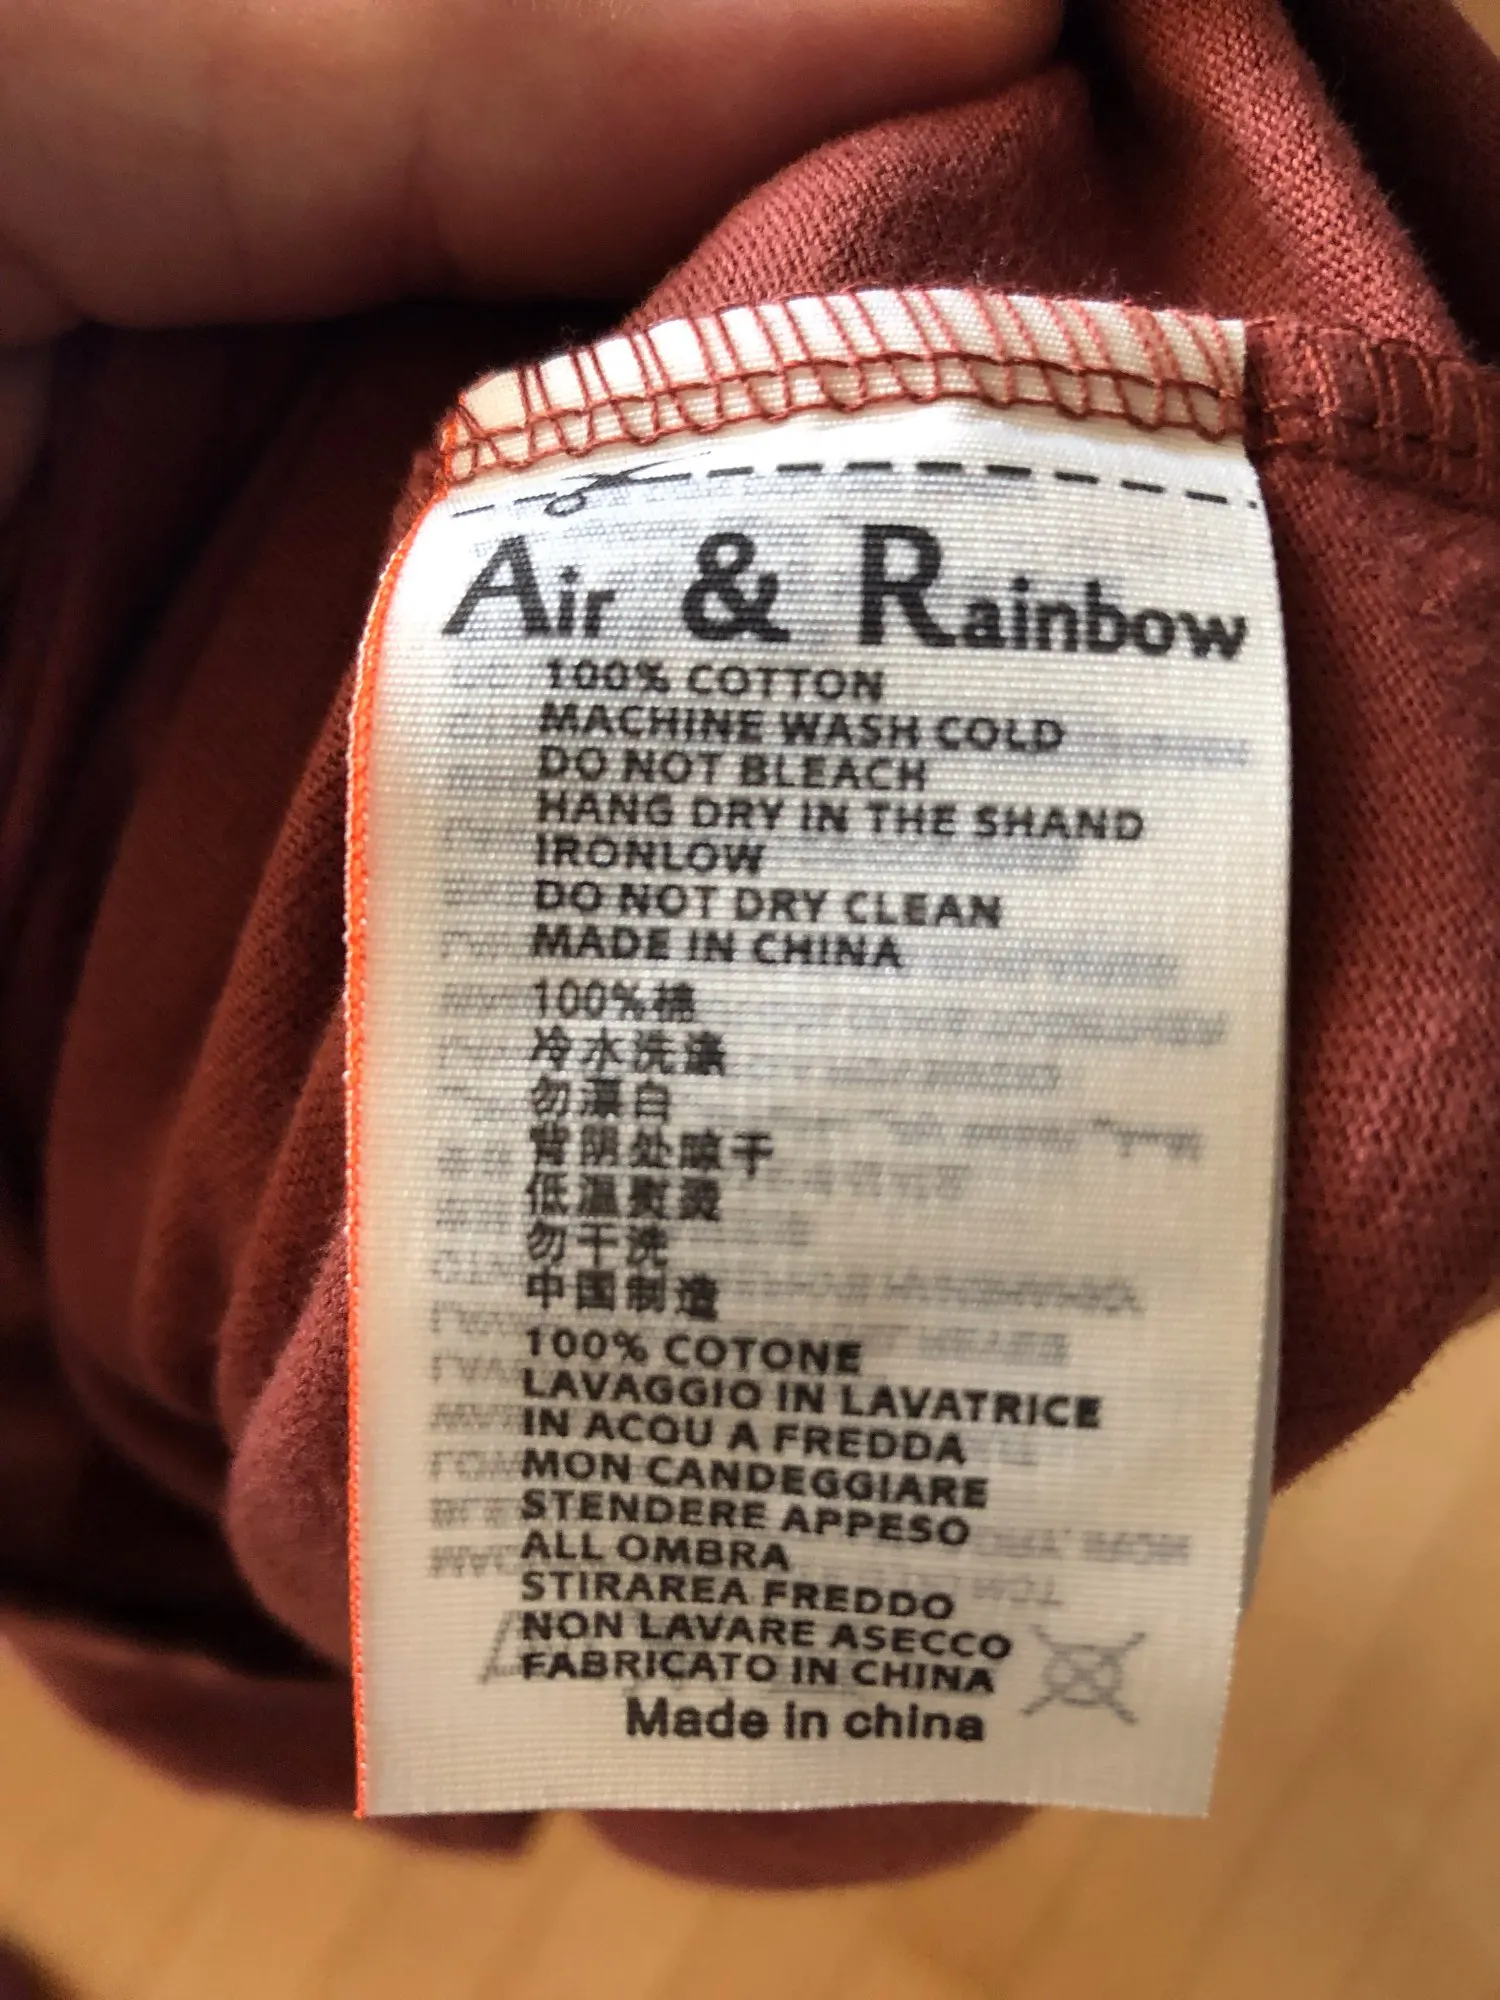 Air & Rainbow
100% COTTON
MACHINE WASH COLD
DO NOT BLEACH
HANG DRY IN THE SHAND
IRONLOW
DO NOT DRY CLEAN
MADE IN CHINA
100%棉
冷水洗涤
勿漂白
背阴处晾干
低温熨烫
勿干洗
中国制造
100% COTONE
LAVAGGIO IN LAVATRICE
IN ACQU A FREDDA
MON CANDEGGIARE
STENDERE APPESO
ALL OMBRA
STIRAREA FREDDO
NON LAVARE ASECCO
FABRICATO IN CHINA
Made in china